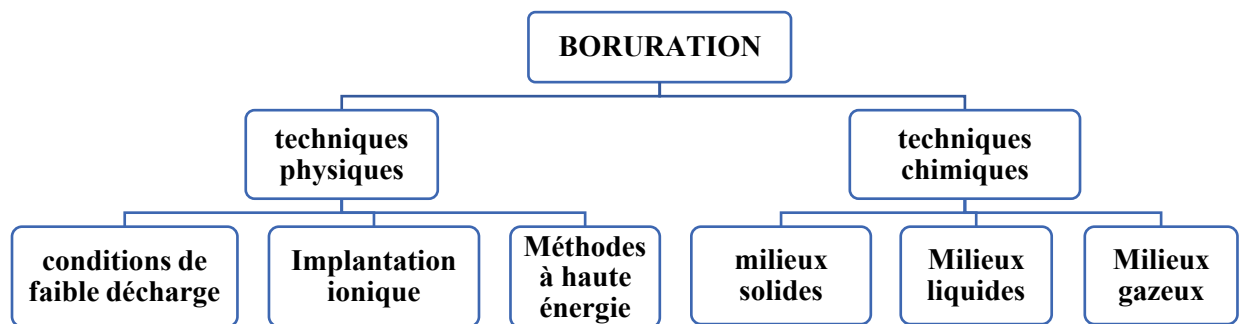 BORURATION
techniques
physiques
techniques
chimiques
conditions de
faible décharge
Implantation
ionique
Méthodes
à haute
énergie
milieux
solides
Milieux
liquides
Milieux
gazeux